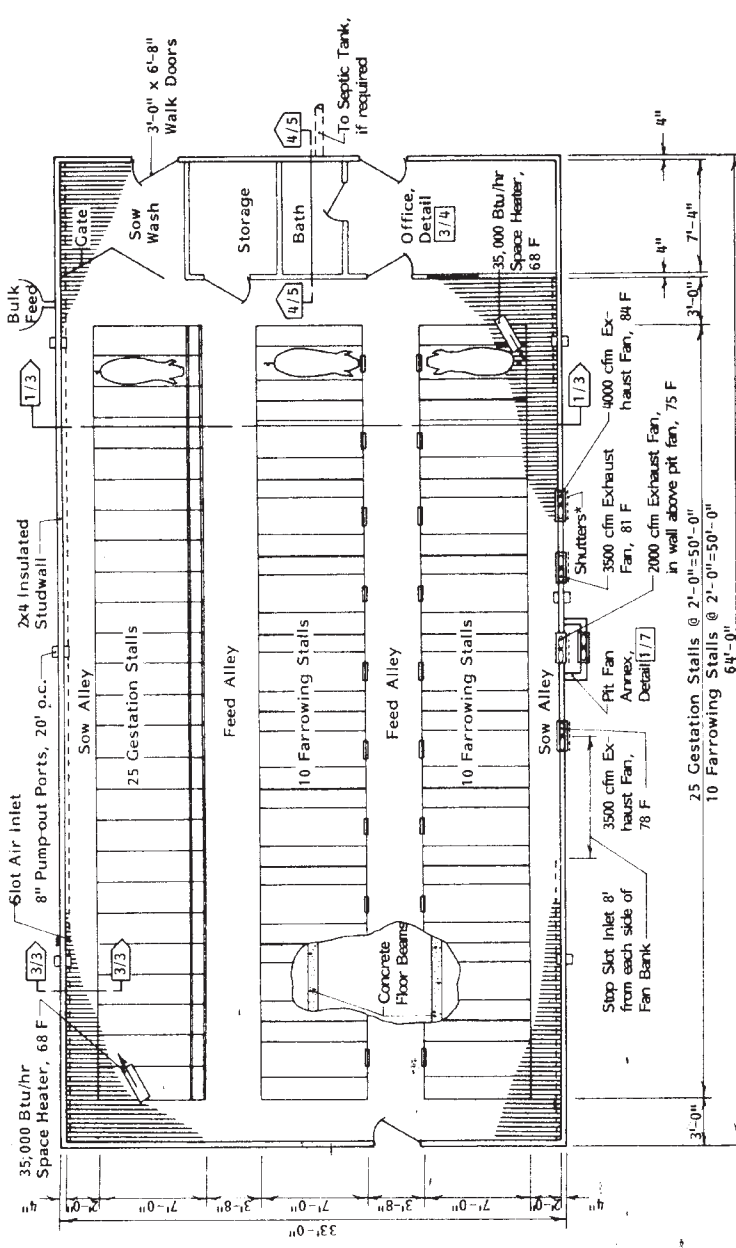 35,000 Btu/hr
Space Heater, 68 F
3/3
3/3
Slot Air Inlet
8" Pump-out Ports, 20' o.c.
2x4 Insulated
Studwall
1/3
Bulk
Feed
Gate
Sow
Wash
3'-0" x 6'-8"
Walk Doors
Storage
Bath
4/5
4/5
To Septic Tank,
if required
Office,
Detail
3/4
35,000 Btu/hr
Space Heater,
68 F
Sow Alley
25 Gestation Stalls
Feed Alley
10 Farrowing Stalls
Feed Alley
10 Farrowing Stalls
Sow Alley
Concrete
Floor Beams
Stop Slot Inlet 8'
from each side of
Fan Bank
3500 cfm Ex-
haust Fan,
78 F
Pit Fan
Annex,
Detail 1/7
Shutters*
3500 cfm Exhaust
Fan, 81 F
2000 cfm Exhaust Fan,
in wall above pit fan, 75 F
1/3
4000 cfm Ex-
haust Fan, 84 F
3'-0"
25 Gestation Stalls @ 2'-0"=50'-0"
10 Farrowing Stalls @ 2'-0"=50'-0"
64'-0"
3'-0"
4"
7'-4"
4"
4"
2'-0"
7'-0"
3'-8"
7'-0"
3'-8"
7'-0"
2'-0"
4"
33'-0"